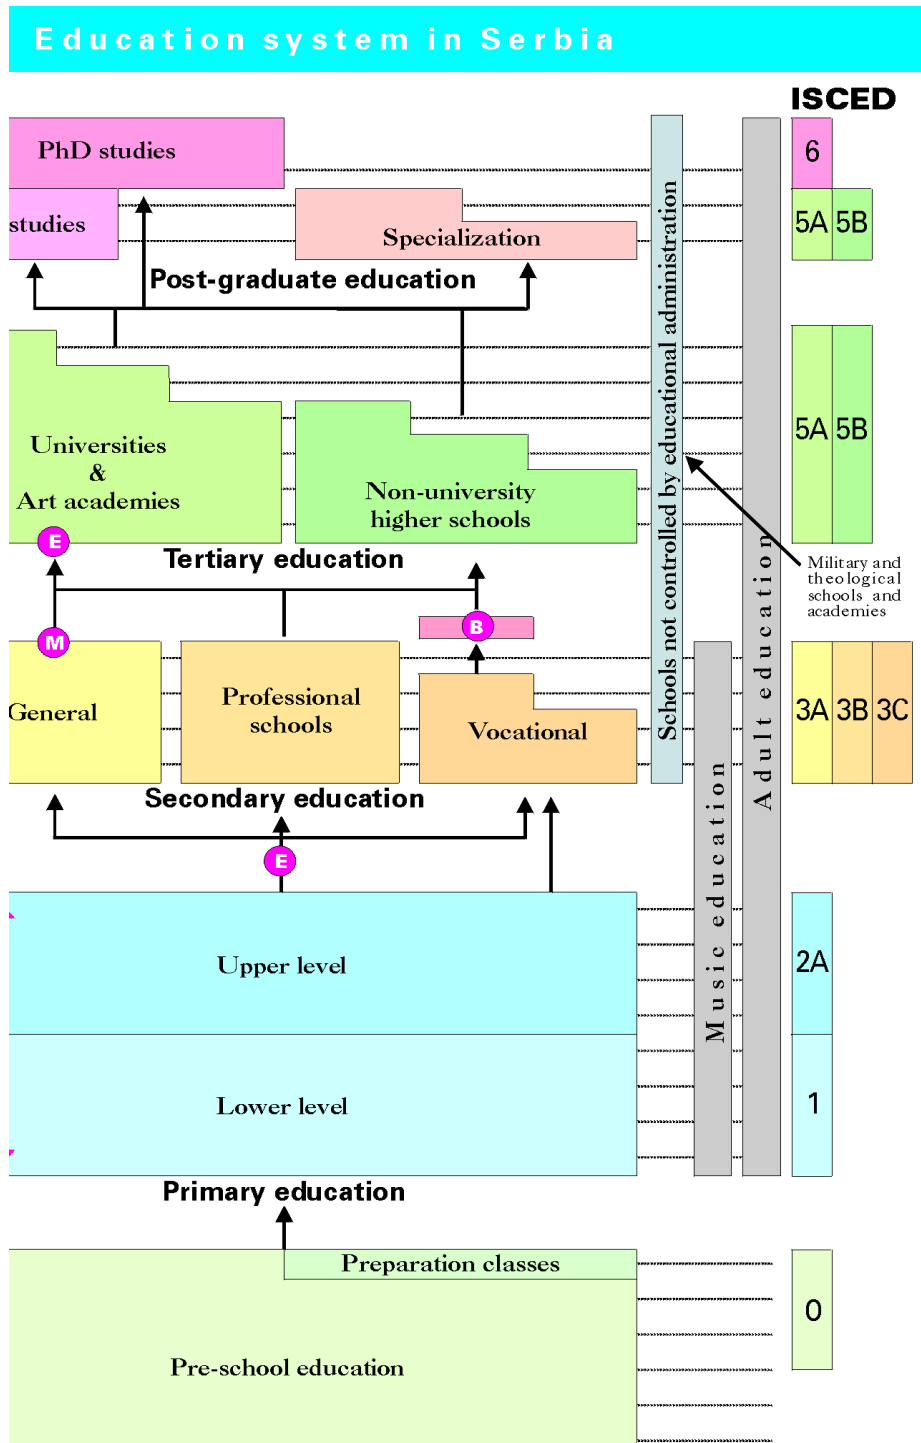 Education system in Serbia
ISCED
PhD studies
6
studies
Specialization
5A 5B
Post-graduate education
Schools not controlled by educational administration
Universities
&
Art academies
Non-university
higher schools
5A 5B
E
Tertiary education
Military and
theological
schools and
academies
Adult education
M
B
General
Professional
schools
Vocational
3A 3B 3C
Secondary education
E
Music education
Upper level
2A
Lower level
1
Primary education
Preparation classes
0
Pre-school education